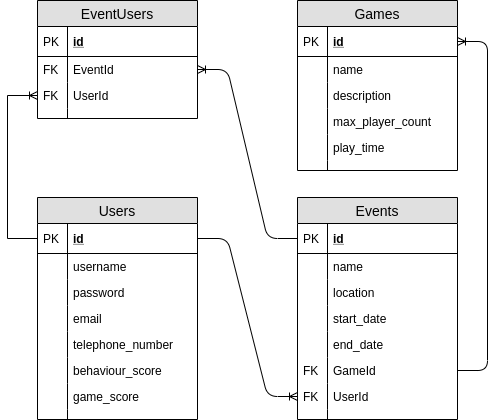 EventUsers
PK id
FK EventId
FK UserId
Games
PK id
name
description
max_player_count
play_time
Users
PK id
username
password
email
telephone_number
behaviour_score
game_score
Events
PK id
name
location
start_date
end_date
FK GameId
FK UserId